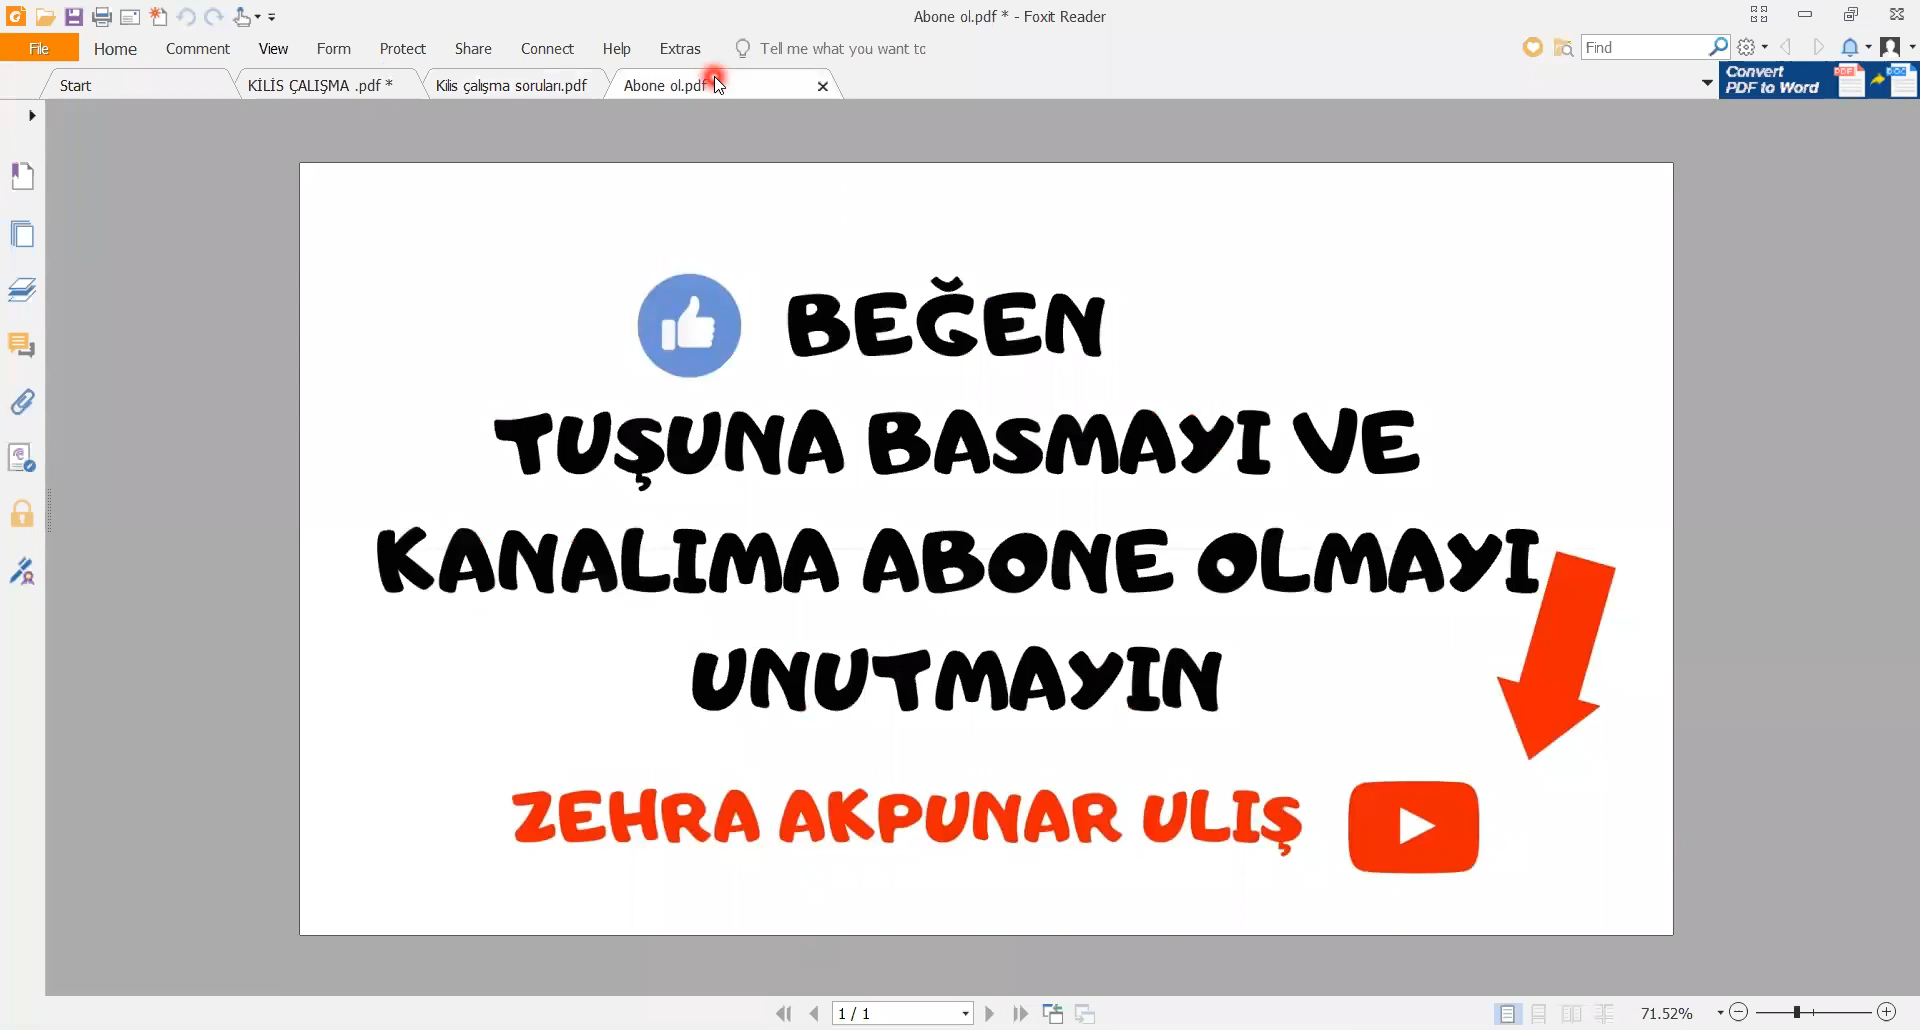 Abone ol.pdf * - Foxit Reader
File Home Comment View Form Protect Share Connect Help Extras Tell me what you want to Find
Start KİLİS ÇALIŞMA .pdf * Kilis çalışma soruları.pdf Abone ol.pdf
Convert
PDF to Word
BEĞEN
TUŞUNA BASMAYI VE
KANALIMA ABONE OLMAYI
UNUTMAYIN
ZEHRA AKPUNAR ULIŞ
1 / 1 71.52%